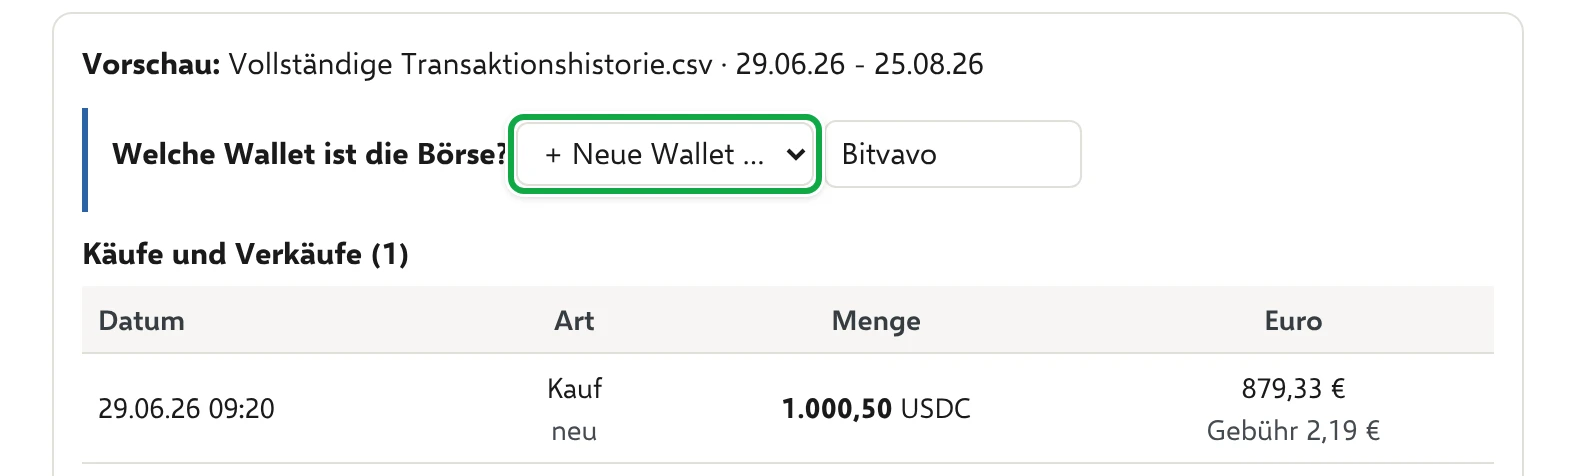 Vorschau: Vollständige Transaktionshistorie.csv · 29.06.26 - 25.08.26
Welche Wallet ist die Börse? + Neue Wallet ... Bitvavo
Käufe und Verkäufe (1)
Datum Art Menge Euro
29.06.26 09:20 Kauf 1.000,50 USDC 879,33 €
neu Gebühr 2,19 €